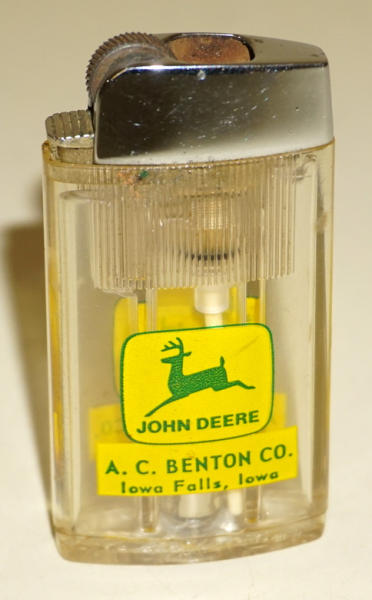 JOHN DEERE
A. C. BENTON CO.
Iowa Falls, Iowa